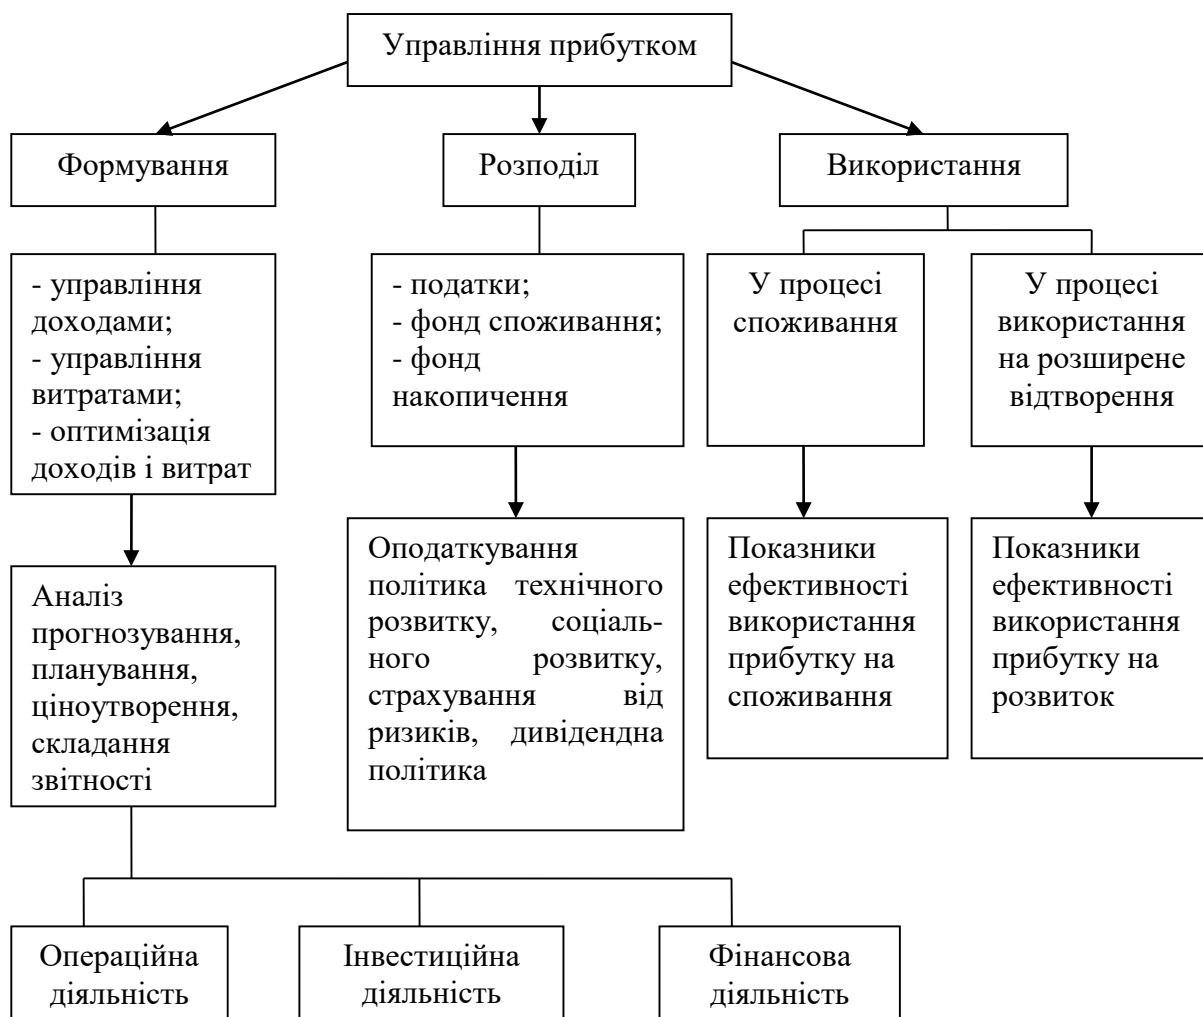 Управління прибутком
Формування
Розподіл
Використання
- управління
доходами;
- управління
витратами;
- оптимізація
доходів і витрат
- податки;
- фонд споживання;
- фонд
накопичення
У процесі
споживання
У процесі
використання
на розширене
відтворення
Аналіз
прогнозування,
планування,
ціноутворення,
складання
звітності
Оподаткування
політика технічного
розвитку, соціаль-
ного розвитку,
страхування від
ризиків, дивідендна
політика
Показники
ефективності
використання
прибутку на
споживання
Показники
ефективності
використання
прибутку на
розвиток
Операційна
діяльність
Інвестиційна
діяльність
Фінансова
діяльність